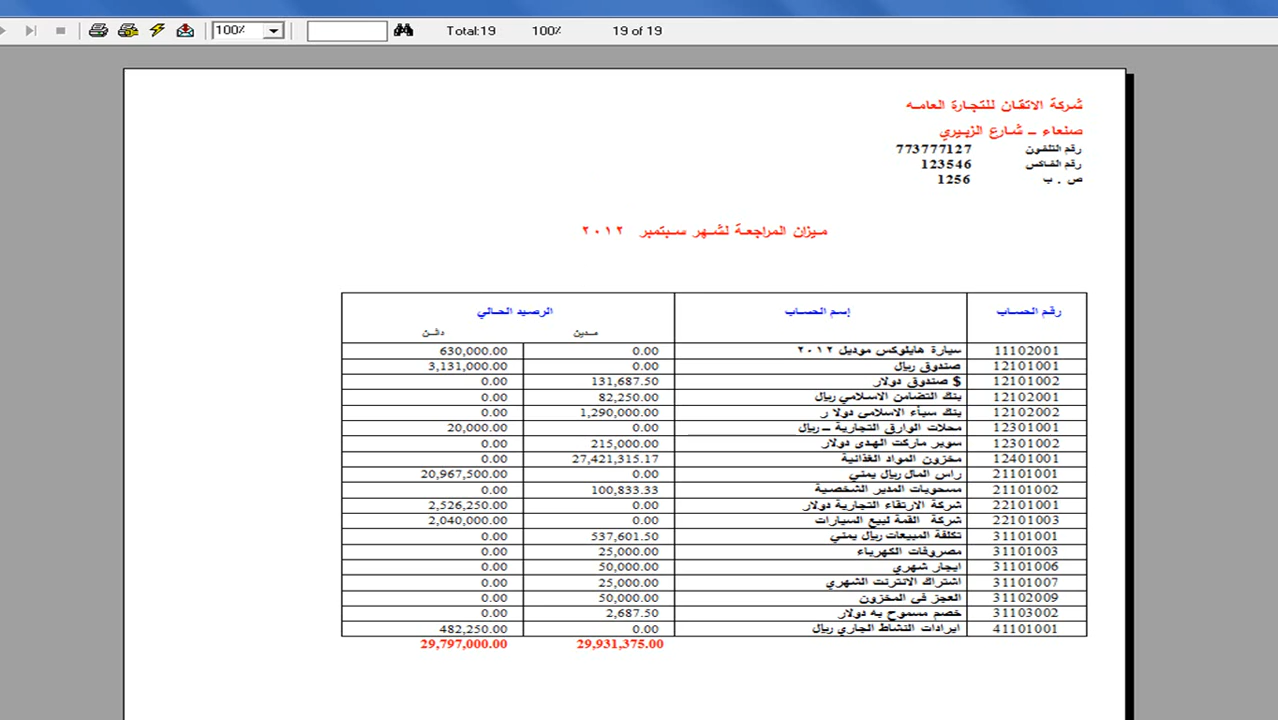 100%
Total:19 100% 19 of 19
شركة الاتقان للتجارة العامه
صنعاء – شارع الزبيري
رقم التلفون 773777127
رقم الفاكس 123546
ص . ب 1256
ميزان المراجعة لشهر سبتمبر ٢٠١٢
رقم الحساب إسم الحساب الرصيد الحالي
مدين دائن
11102001 سيارة هايلوكس موديل ٢٠١٢ 0.00 630,000.00
12101001 صندوق ريال 0.00 3,131,000.00
12101002 $ صندوق دولار 131,687.50 0.00
12102001 بنك التضامن الاسلامي ريال 82,250.00 0.00
12102002 بنك سبأء الاسلامي دولا ر 1,290,000.00 0.00
12301001 محلات الوارق التجارية – ريال 0.00 20,000.00
12301002 سوبر ماركت الهدى دولار 215,000.00 0.00
12401001 مخزون المواد الغذائية 27,421,315.17 0.00
21101001 راس المال ريال يمني 0.00 20,967,500.00
21101002 مسحوبات المدير الشخصية 100,833.33 0.00
22101001 شركة الارتقاء التجارية دولار 0.00 2,526,250.00
22101003 شركة القمة لبيع السيارات 0.00 2,040,000.00
31101001 تكلفة المبيعات ريال يمني 537,601.50 0.00
31101003 مصروفات الكهرباء 25,000.00 0.00
31101006 ايجار شهري 50,000.00 0.00
31101007 اشتراك الانترنت الشهري 25,000.00 0.00
31102009 العجز في المخزون 50,000.00 0.00
31103002 خصم مسموح به دولار 2,687.50 0.00
41101001 ايرادات النشاط الجاري ريال 0.00 482,250.00
29,931,375.00 29,797,000.00